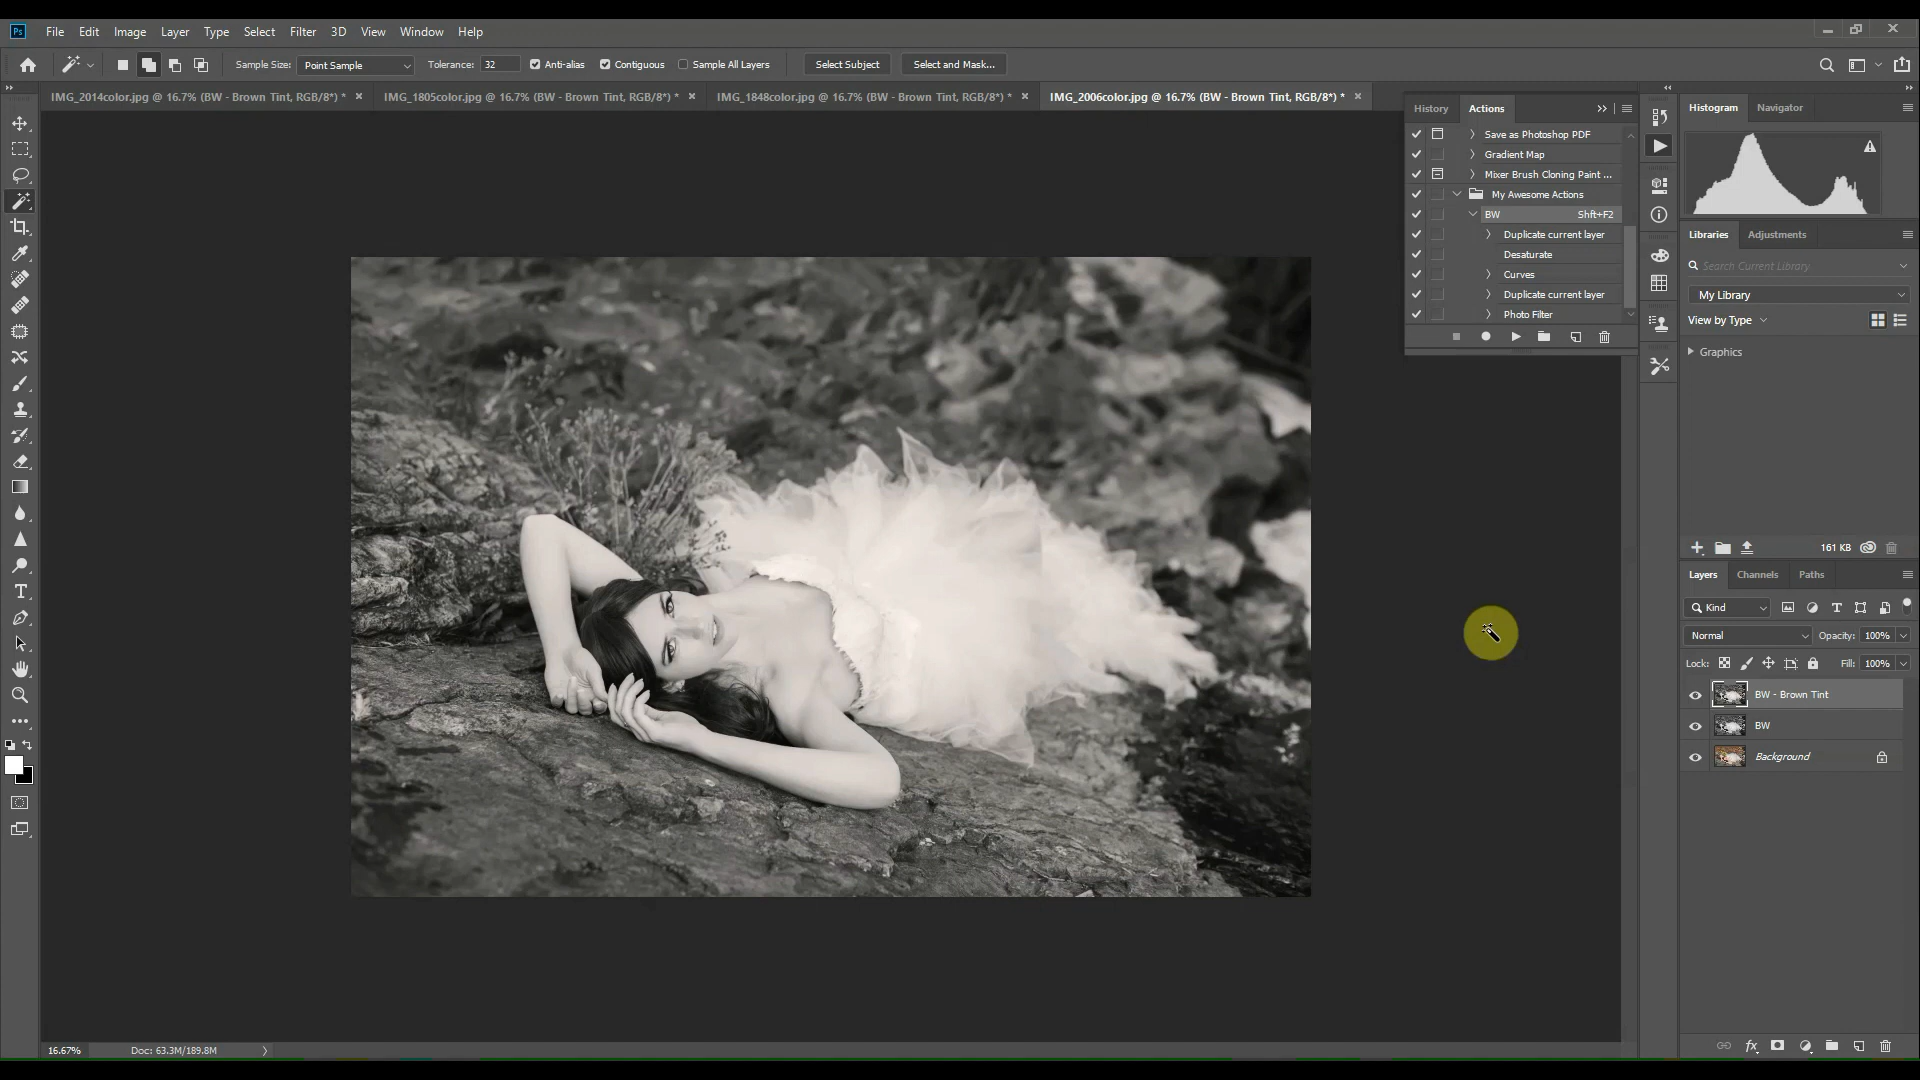 Ps File Edit Image Layer Type Select Filter 3D View Window Help
Sample Size: Point Sample Tolerance: 32 Anti-alias Contiguous Sample All Layers Select Subject Select and Mask...
IMG_2014color.jpg @ 16.7% (BW - Brown Tint, RGB/8*) * IMG_1805color.jpg @ 16.7% (BW - Brown Tint, RGB/8*) * IMG_1848color.jpg @ 16.7% (BW - Brown Tint, RGB/8*) * IMG_2006color.jpg @ 16.7% (BW - Brown Tint, RGB/8*) *
History Actions
Save as Photoshop PDF
Gradient Map
Mixer Brush Cloning Paint ...
My Awesome Actions
BW Shft+F2
Duplicate current layer
Desaturate
Curves
Duplicate current layer
Photo Filter
Histogram Navigator
Libraries Adjustments
Search Current Library
My Library
View by Type
Graphics
161 KB
Layers Channels Paths
Kind
Normal Opacity: 100%
Lock: Fill: 100%
BW - Brown Tint
BW
Background
16.67% Doc: 63.3M/189.8M